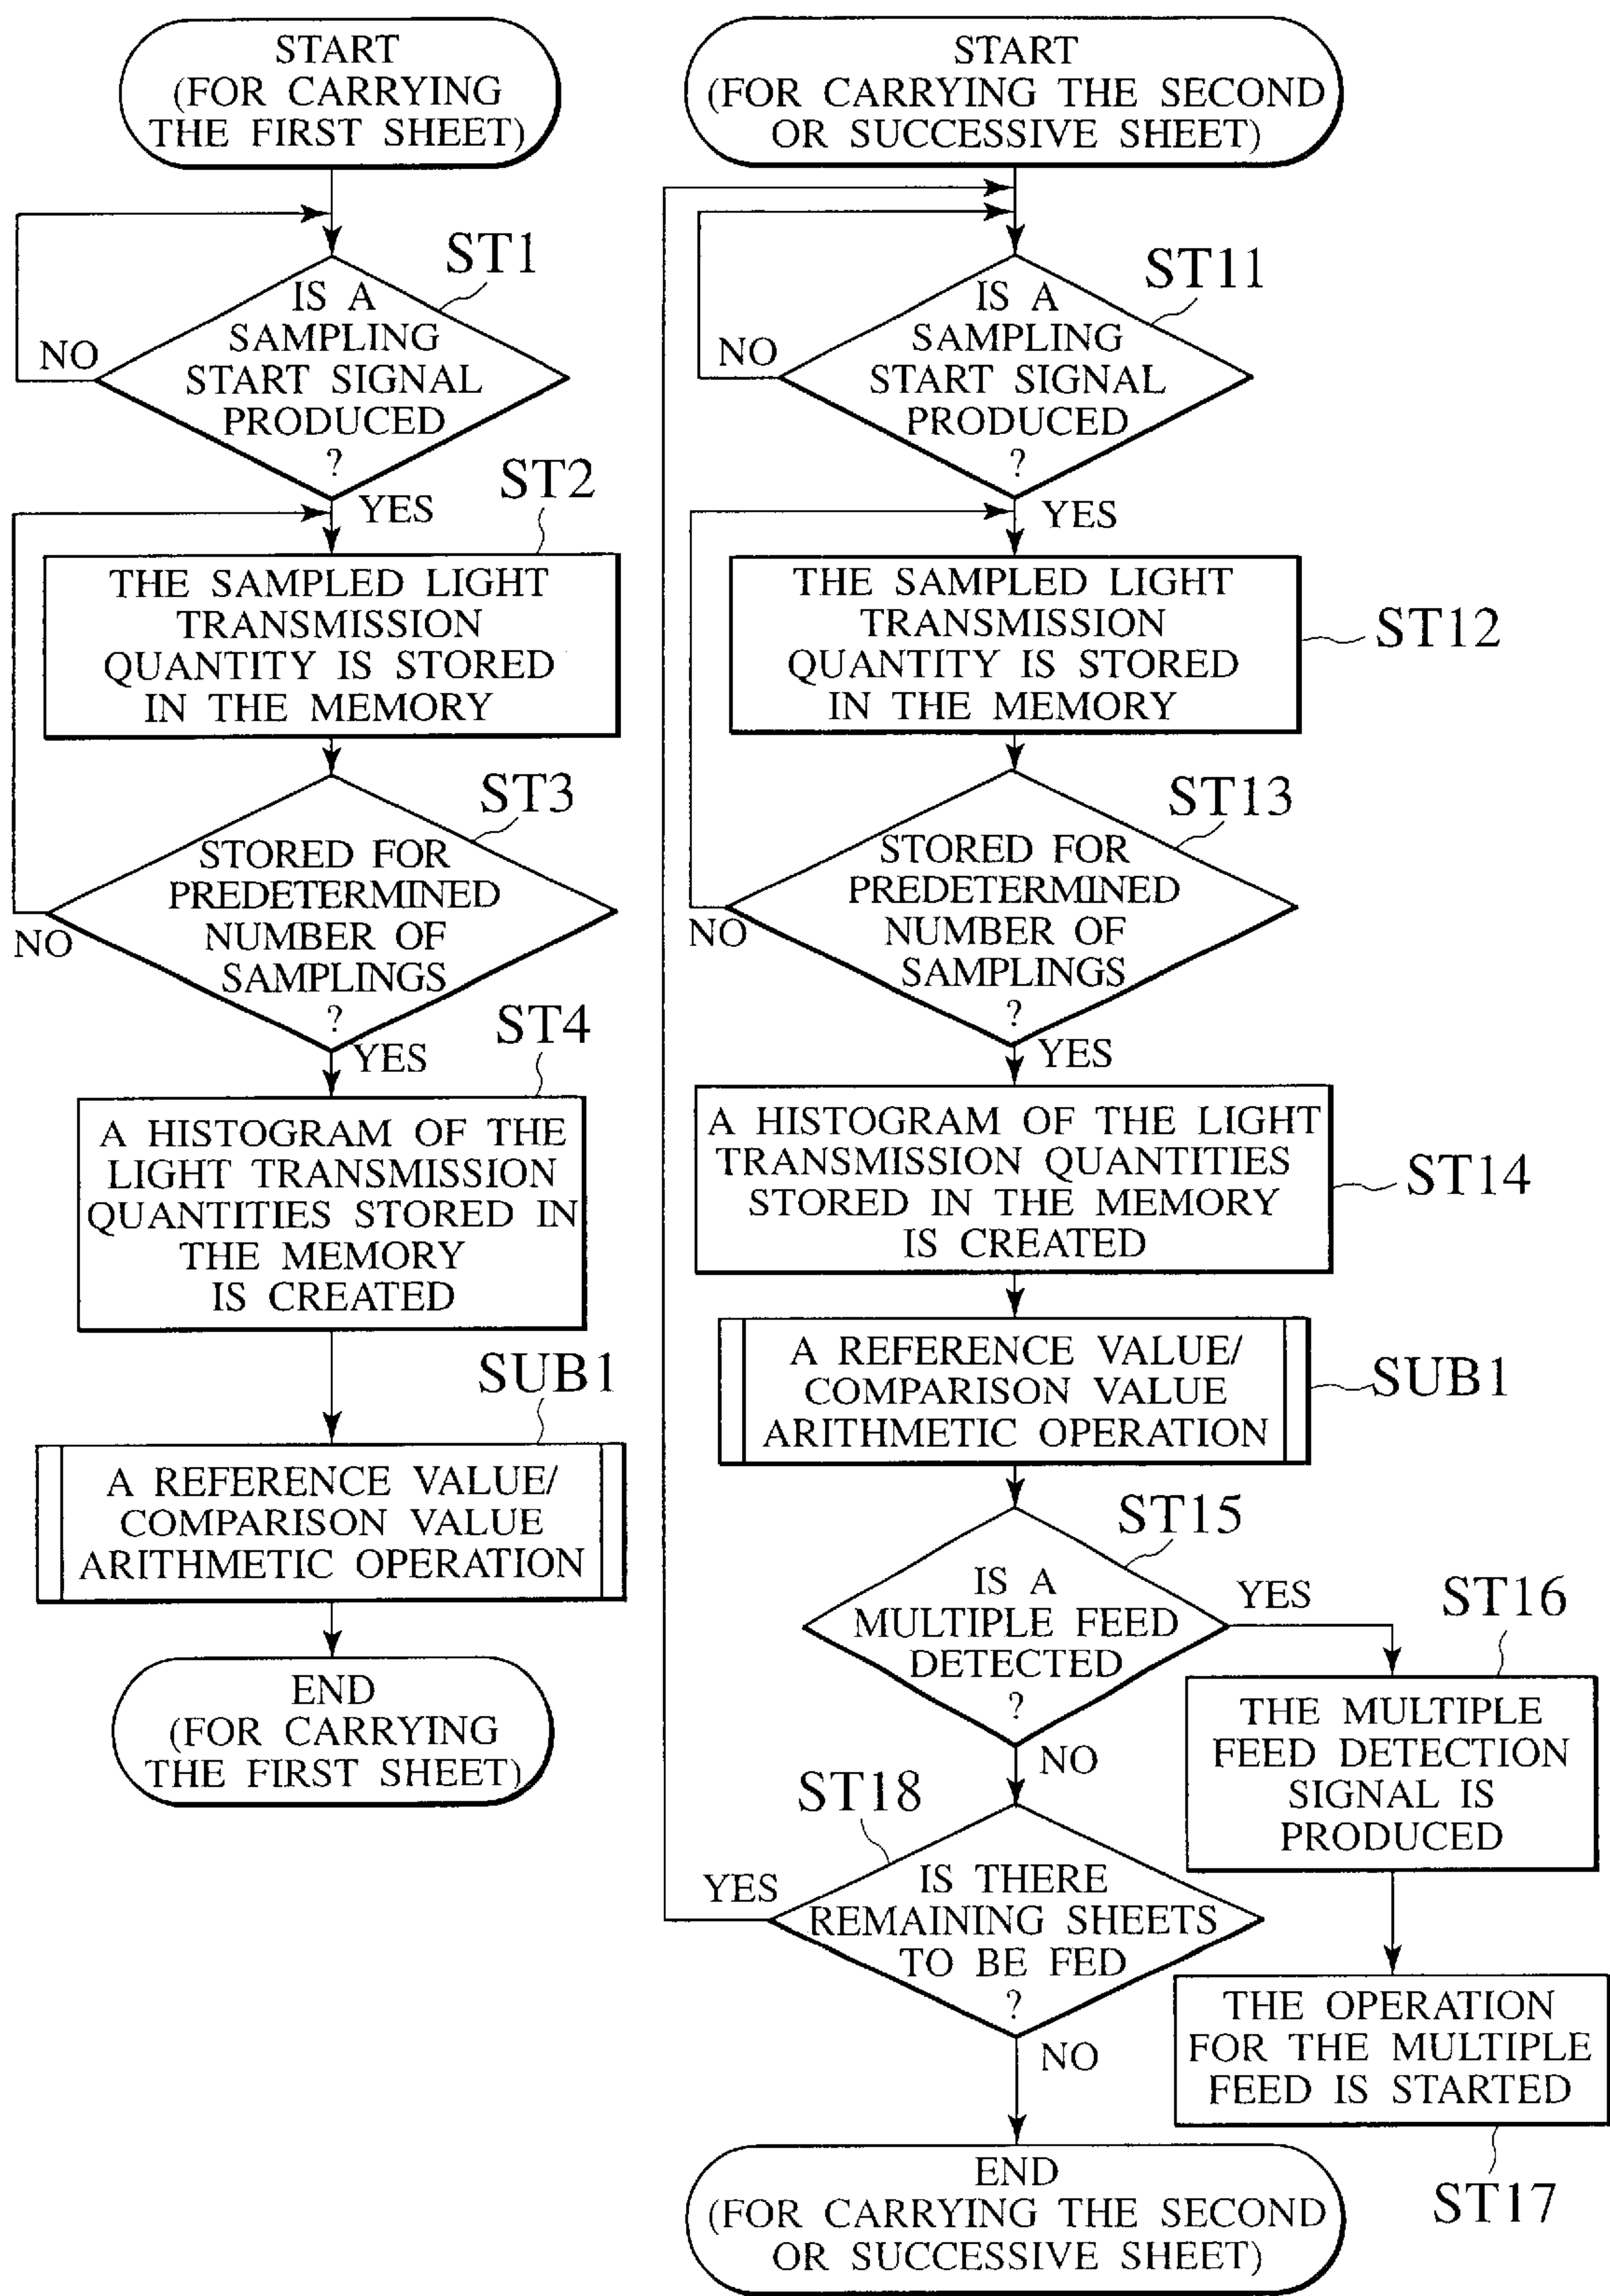 START
(FOR CARRYING
THE FIRST SHEET)
ST1
IS A
SAMPLING
START SIGNAL
PRODUCED
?
NO
YES
ST2
THE SAMPLED LIGHT
TRANSMISSION
QUANTITY IS STORED
IN THE MEMORY
ST3
STORED FOR
PREDETERMINED
NUMBER OF
SAMPLINGS
?
NO
YES
ST4
A HISTOGRAM OF THE
LIGHT TRANSMISSION
QUANTITIES STORED IN
THE MEMORY
IS CREATED
SUB1
A REFERENCE VALUE/
COMPARISON VALUE
ARITHMETIC OPERATION
END
(FOR CARRYING
THE FIRST SHEET)
START
(FOR CARRYING THE SECOND
OR SUCCESSIVE SHEET)
ST11
IS A
SAMPLING
START SIGNAL
PRODUCED
?
NO
YES
THE SAMPLED LIGHT
TRANSMISSION
QUANTITY IS STORED
IN THE MEMORY
ST12
ST13
STORED FOR
PREDETERMINED
NUMBER OF
SAMPLINGS
?
NO
YES
A HISTOGRAM OF THE LIGHT
TRANSMISSION QUANTITIES
STORED IN THE MEMORY
IS CREATED
ST14
A REFERENCE VALUE/
COMPARISON VALUE
ARITHMETIC OPERATION
SUB1
ST15
IS A
MULTIPLE FEED
DETECTED
?
YES
NO
ST16
THE MULTIPLE
FEED DETECTION
SIGNAL IS
PRODUCED
THE OPERATION
FOR THE MULTIPLE
FEED IS STARTED
ST17
ST18
IS THERE
REMAINING SHEETS
TO BE FED
?
YES
NO
END
(FOR CARRYING THE SECOND
OR SUCCESSIVE SHEET)